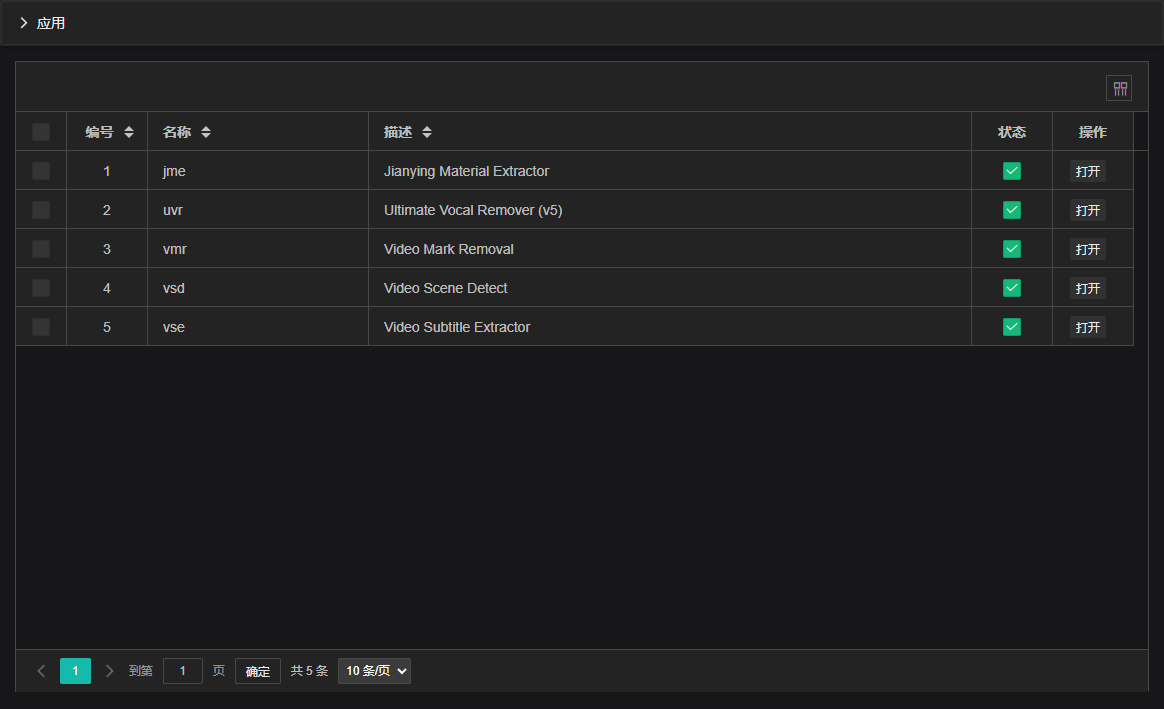 应用
编号 名称 描述 状态 操作
1 jme Jianying Material Extractor 打开
2 uvr Ultimate Vocal Remover (v5) 打开
3 vmr Video Mark Removal 打开
4 vsd Video Scene Detect 打开
5 vse Video Subtitle Extractor 打开
1 到第 1 页 确定 共 5 条 10 条/页